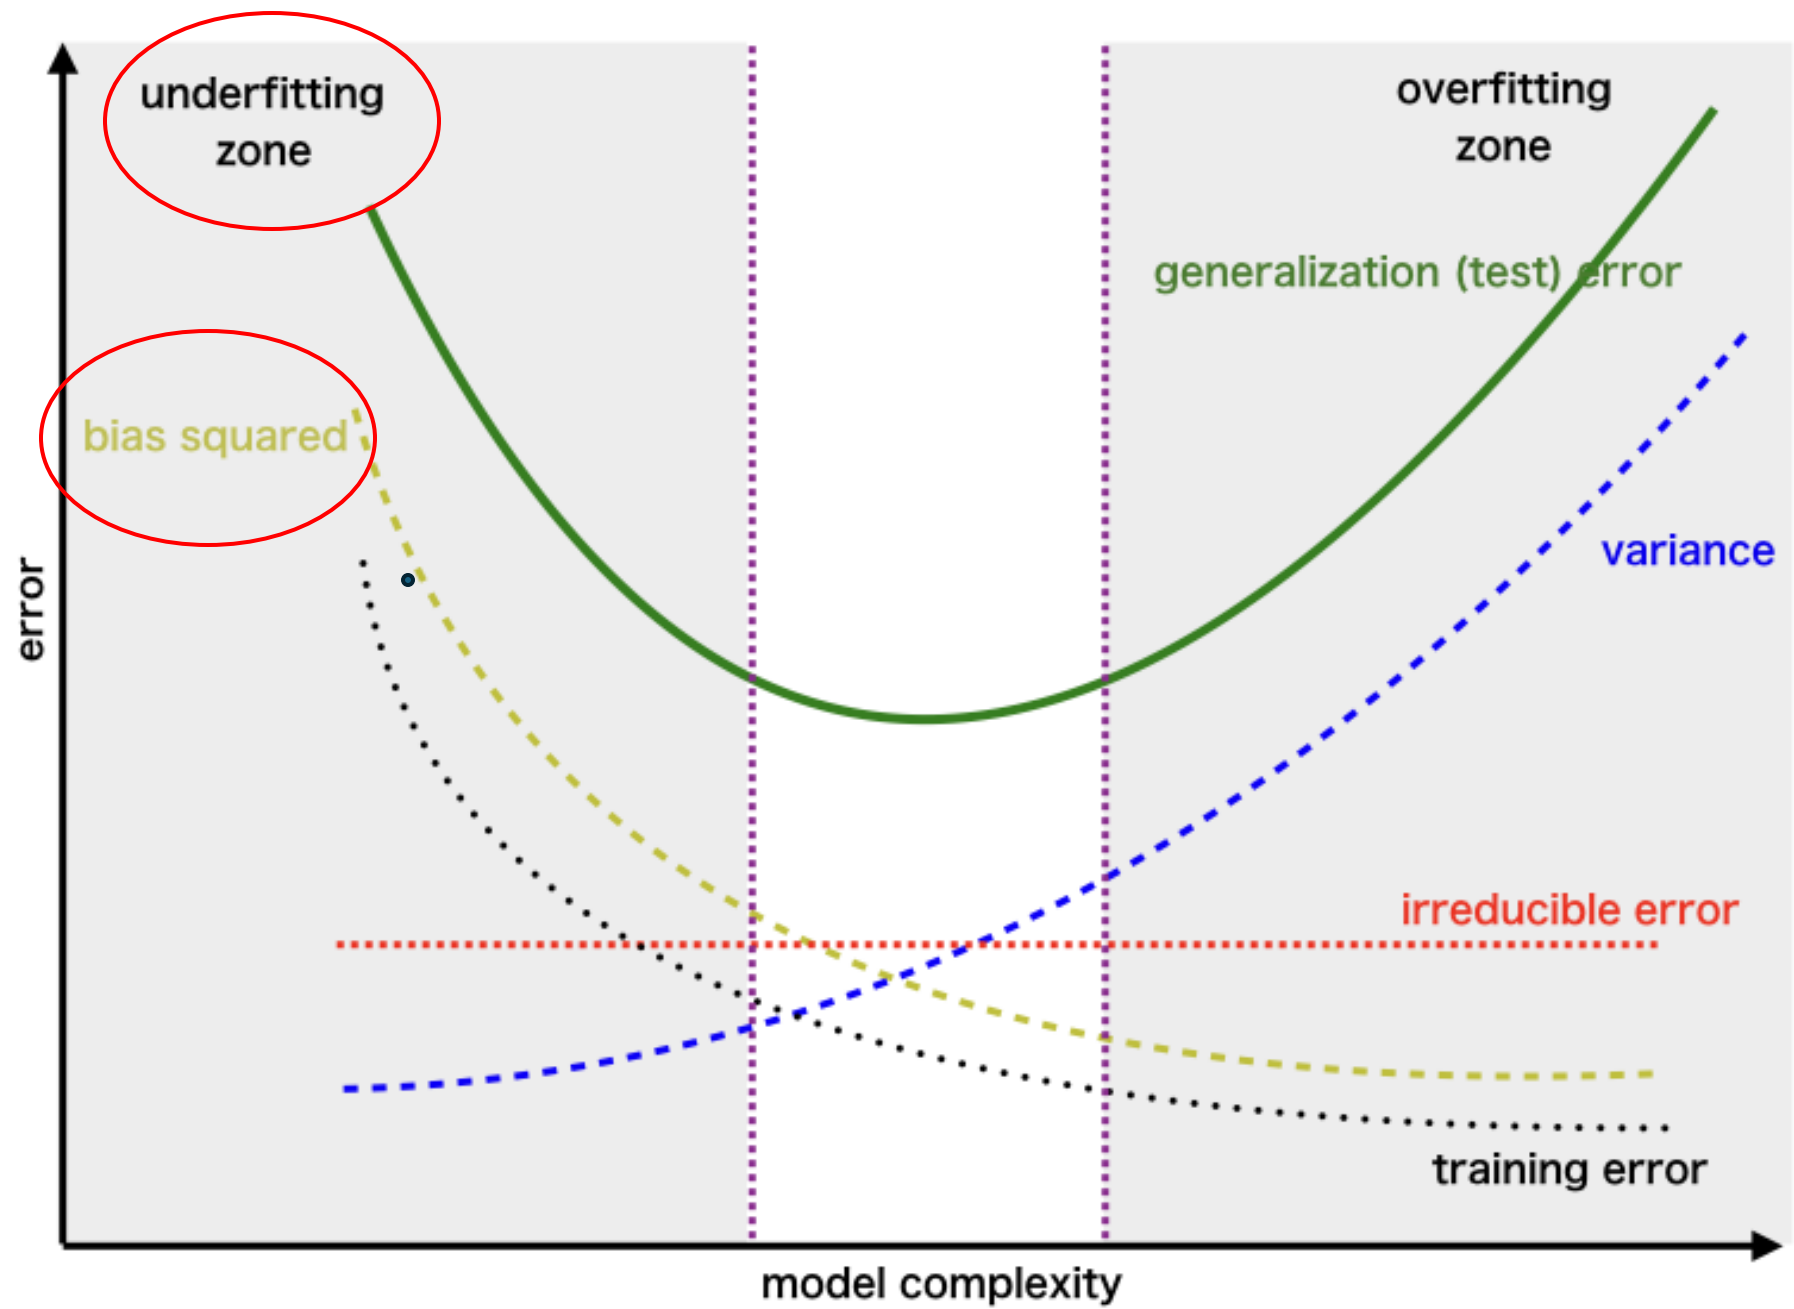 underfitting
zone
overfitting
zone
generalization (test) error
bias squared
variance
error
irreducible error
training error
model complexity